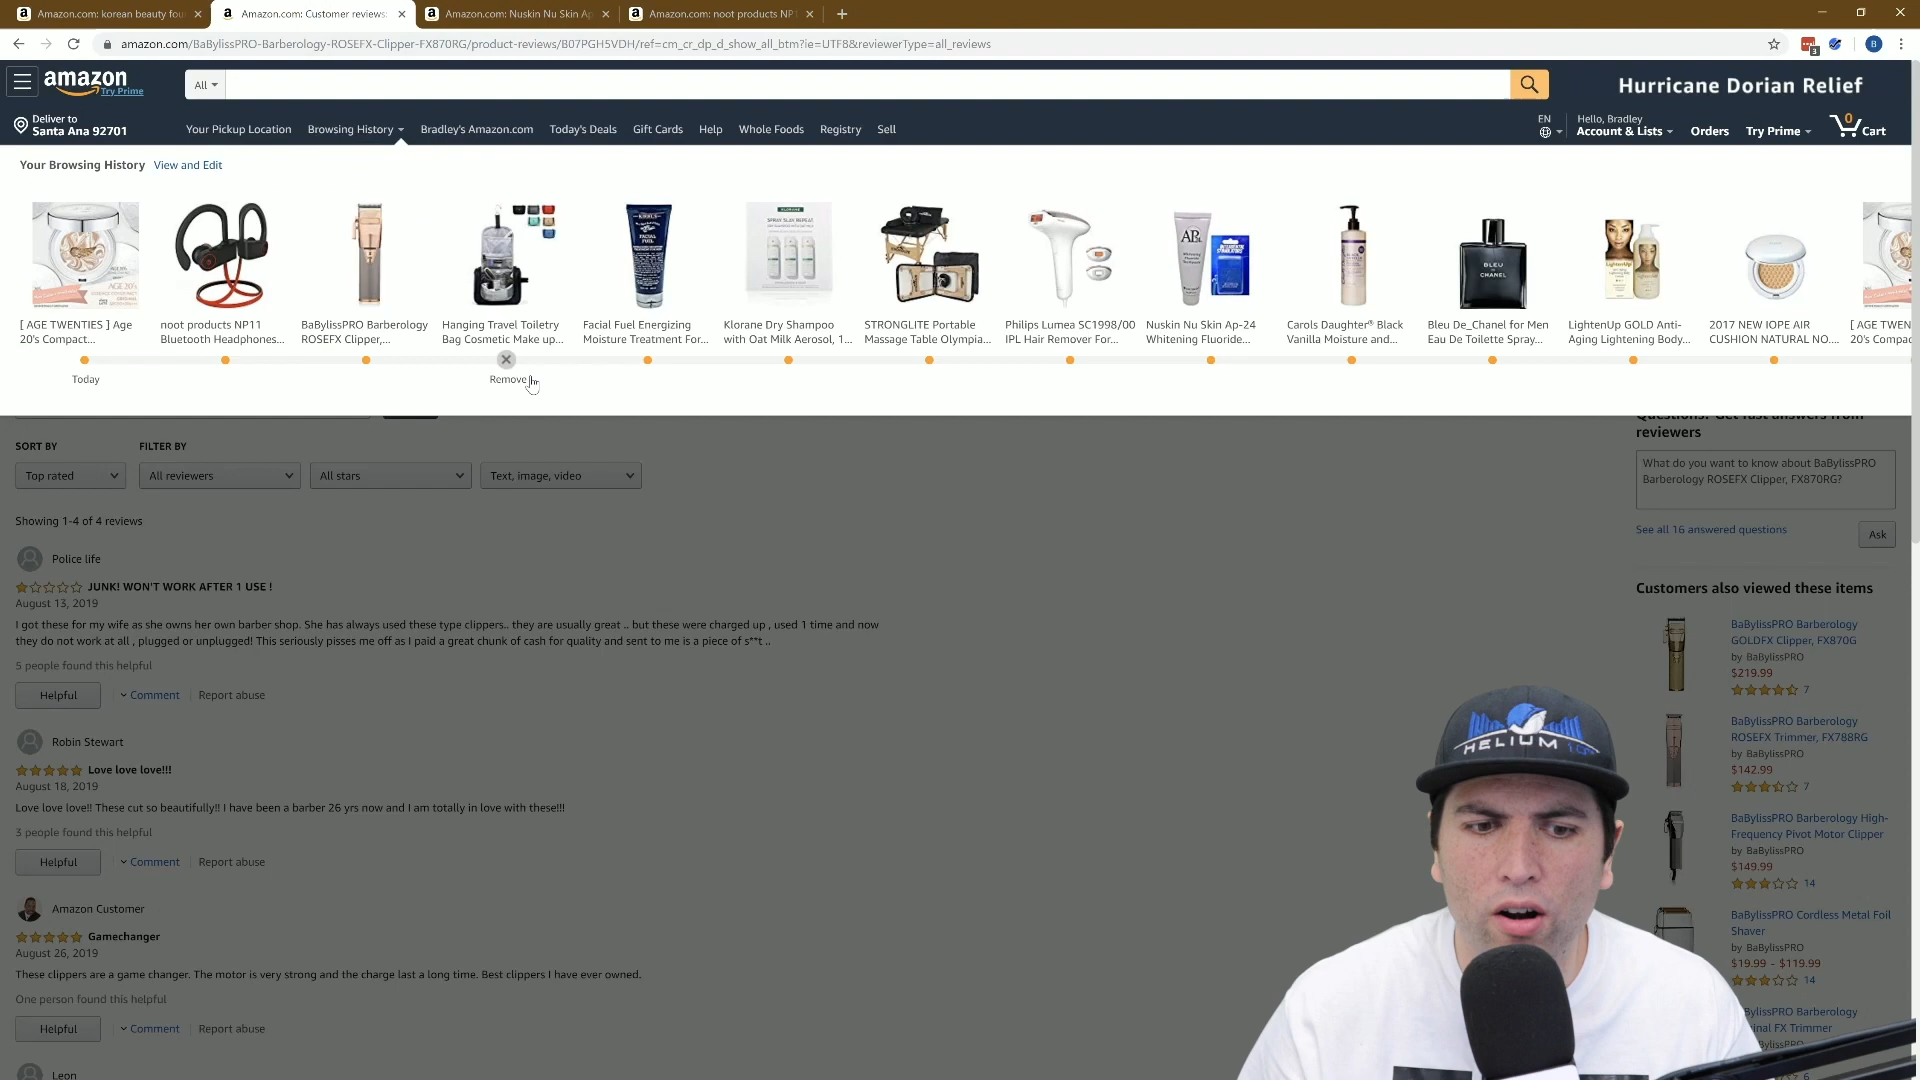 Amazon.com: korean beauty fou
Amazon.com: Customer reviews:
Amazon.com: Nuskin Nu Skin Ap
Amazon.com: noot products NP1
amazon.com/BaBylissPRO-Barberology-ROSEFX-Clipper-FX870RG/product-reviews/B07PGH5VDH/ref=cm_cr_dp_d_show_all_btm?ie=UTF8&reviewerType=all_reviews
3
B
amazon
Try Prime
All
Hurricane Dorian Relief
Deliver to
Santa Ana 92701
Your Pickup Location
Browsing History
Bradley's Amazon.com
Today's Deals
Gift Cards
Help
Whole Foods
Registry
Sell
EN
Hello, Bradley
Account & Lists
Orders
Try Prime
0
Cart
Your Browsing History View and Edit
[ AGE TWENTIES ] Age
20's Compact...
noot products NP11
Bluetooth Headphones...
BaBylissPRO Barberology
ROSEFX Clipper,...
Hanging Travel Toiletry
Bag Cosmetic Make up...
Facial Fuel Energizing
Moisture Treatment For...
Klorane Dry Shampoo
with Oat Milk Aerosol, 1...
STRONGLITE Portable
Massage Table Olympia...
Philips Lumea SC1998/00
IPL Hair Remover For...
Nuskin Nu Skin Ap-24
Whitening Fluoride...
Carols Daughter® Black
Vanilla Moisture and...
Bleu De_Chanel for Men
Eau De Toilette Spray...
LightenUp GOLD Anti-
Aging Lightening Body...
2017 NEW IOPE AIR
CUSHION NATURAL NO....
[ AGE TWEN
20's Compac
Today
Remove
SORT BY
FILTER BY
Top rated
All reviewers
All stars
Text, image, video
Showing 1-4 of 4 reviews
Police life
JUNK! WON'T WORK AFTER 1 USE !
August 13, 2019
I got these for my wife as she owns her own barber shop. She has always used these type clippers.. they are usually great .. but these were charged up , used 1 time and now
they do not work at all , plugged or unplugged! This seriously pisses me off as I paid a great chunk of cash for quality and sent to me is a piece of s**t ..
5 people found this helpful
Helpful
Comment
Report abuse
Robin Stewart
Love love love!!!
August 18, 2019
Love love love!! These cut so beautifully!! I have been a barber 26 yrs now and I am totally in love with these!!!
3 people found this helpful
Helpful
Comment
Report abuse
Amazon Customer
Gamechanger
August 26, 2019
These clippers are a game changer. The motor is very strong and the charge last a long time. Best clippers I have ever owned.
One person found this helpful
Helpful
Comment
Report abuse
Leon
Questions? Get fast answers from
reviewers
What do you want to know about BaBylissPRO
Barberology ROSEFX Clipper, FX870RG?
See all 16 answered questions
Ask
Customers also viewed these items
BaBylissPRO Barberology
GOLDFX Clipper, FX870G
by BaBylissPRO
$219.99
7
BaBylissPRO Barberology
ROSEFX Trimmer, FX788RG
by BaBylissPRO
$142.99
7
BaBylissPRO Barberology High-
Frequency Pivot Motor Clipper
by BaBylissPRO
$149.99
14
BaBylissPRO Cordless Metal Foil
Shaver
by BaBylissPRO
$19.99 - $119.99
14
BylissPRO Barberology
FX Trimmer
HELIUM 10
BLEU